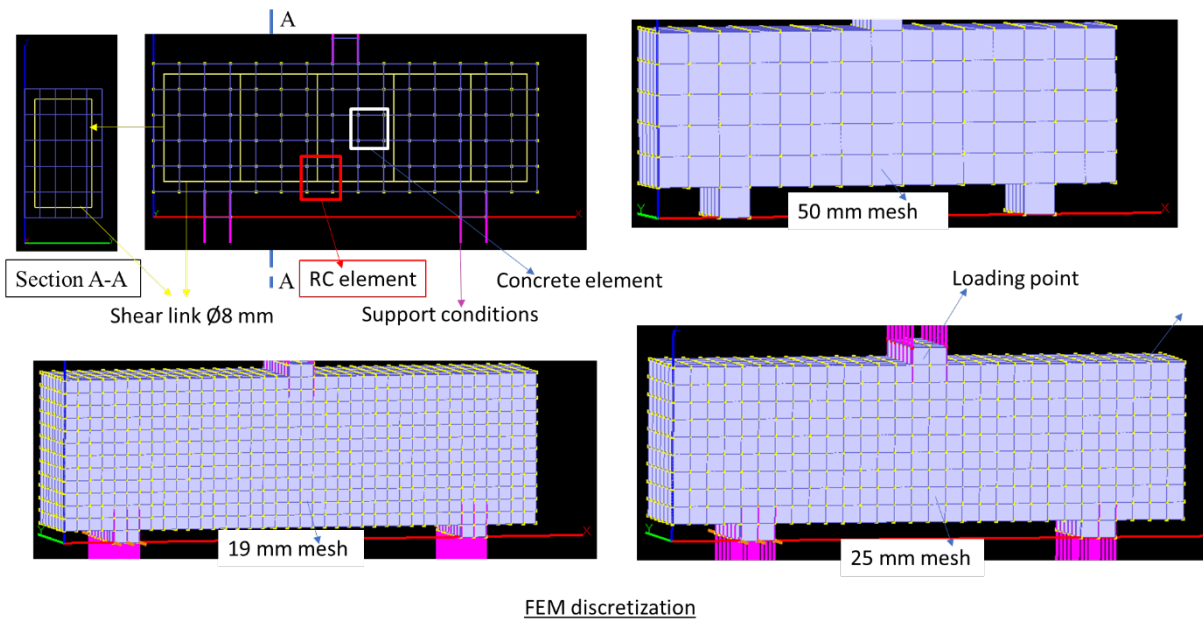 A
50 mm mesh
X
Section A-A
A
RC element
Concrete element
Shear link Ø8 mm
Support conditions
Loading point
19 mm mesh
25 mm mesh
X
Y
X
Y
Y
FEM discretization